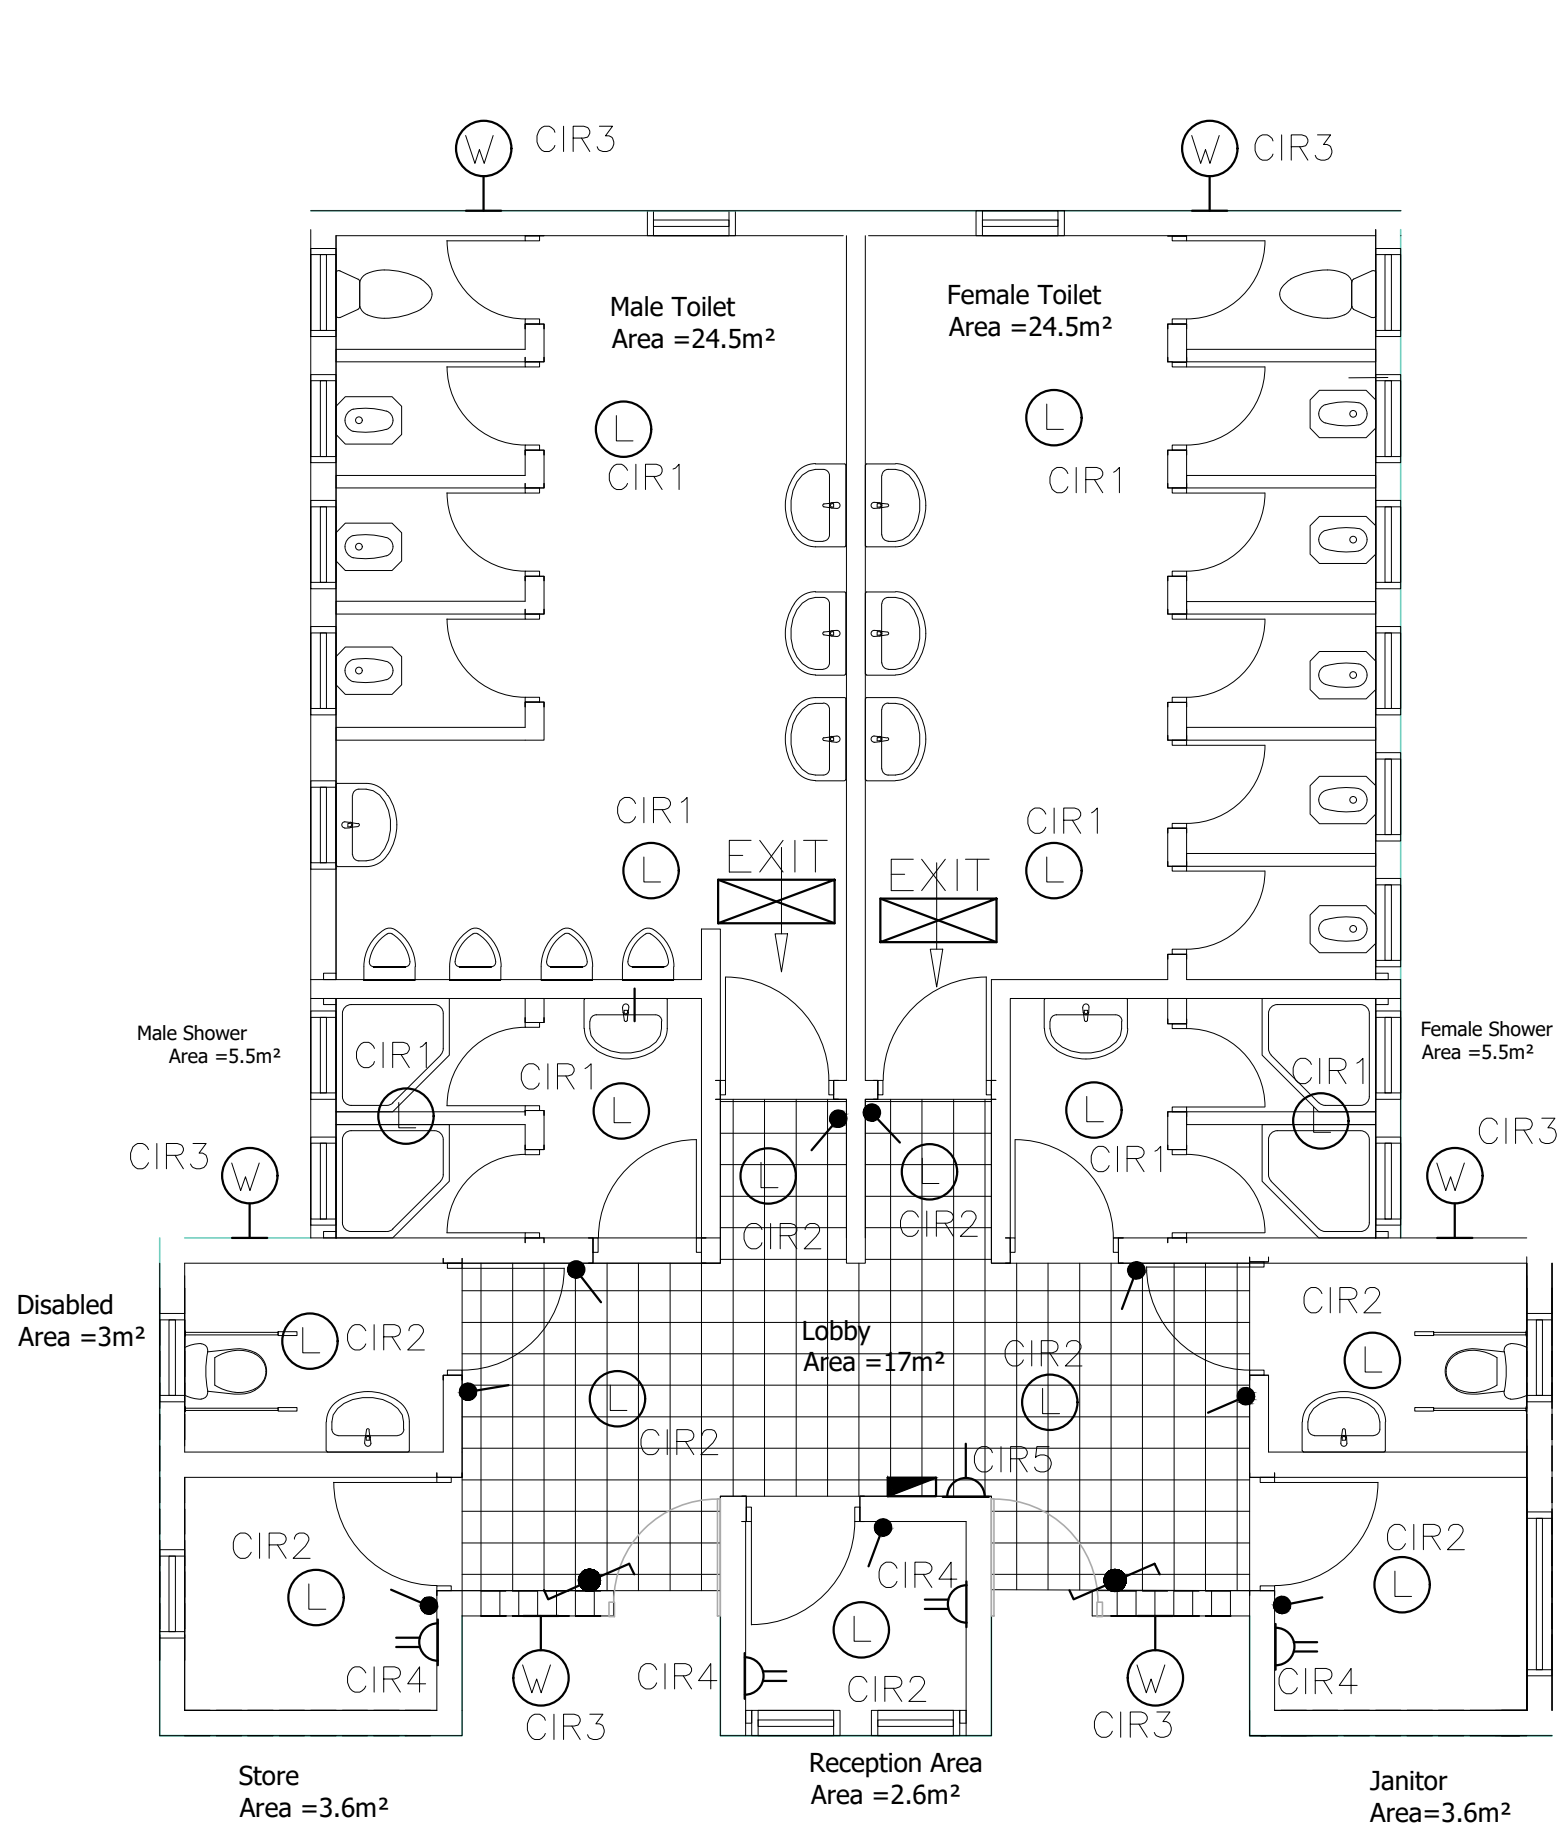 W CIR3
W CIR3
Male Toilet
Area =24.5m²
Female Toilet
Area =24.5m²
L
CIR1
L
CIR1
CIR1
L
CIR1
L
EXIT
EXIT
Male Shower
Area =5.5m²
Female Shower
Area =5.5m²
CIR1
L
CIR1
L
L
CIR1
CIR1
L
CIR3
W
CIR3
W
L
CIR2
L
CIR2
Disabled
Area =3m²
L CIR2
CIR2
L
Lobby
Area =17m²
L
CIR2
CIR2
L
CIR5
CIR2
L
CIR4
CIR4
L
CIR2
CIR4
CIR2
L
CIR4
W
CIR3
W
CIR3
Store
Area =3.6m²
Reception Area
Area =2.6m²
Janitor
Area=3.6m²